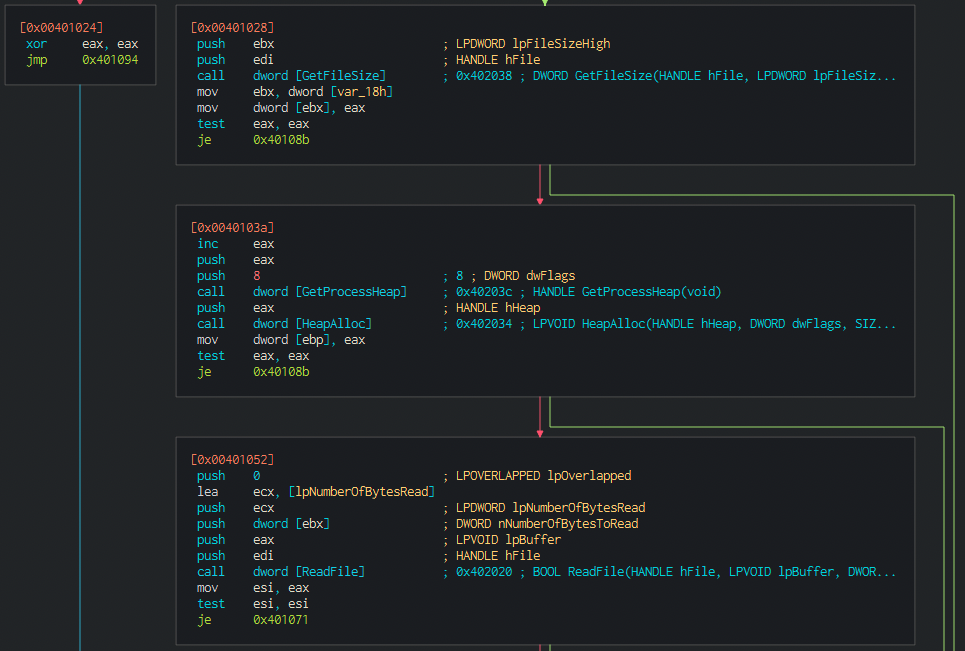 [0x00401024]
xor eax, eax
jmp 0x401094
[0x00401028]
push ebx ; LPDWORD lpFileSizeHigh
push edi ; HANDLE hFile
call dword [GetFileSize] ; 0x402038 ; DWORD GetFileSize(HANDLE hFile, LPDWORD lpFileSiz...
mov ebx, dword [var_18h]
mov dword [ebx], eax
test eax, eax
je 0x40108b
[0x0040103a]
inc eax
push eax
push 8 ; 8 ; DWORD dwFlags
call dword [GetProcessHeap] ; 0x40203c ; HANDLE GetProcessHeap(void)
push eax ; HANDLE hHeap
call dword [HeapAlloc] ; 0x402034 ; LPVOID HeapAlloc(HANDLE hHeap, DWORD dwFlags, SIZ...
mov dword [ebp], eax
test eax, eax
je 0x40108b
[0x00401052]
push 0 ; LPOVERLAPPED lpOverlapped
lea ecx, [lpNumberOfBytesRead]
push ecx ; LPDWORD lpNumberOfBytesRead
push dword [ebx] ; DWORD nNumberOfBytesToRead
push eax ; LPVOID lpBuffer
push edi ; HANDLE hFile
call dword [ReadFile] ; 0x402020 ; BOOL ReadFile(HANDLE hFile, LPVOID lpBuffer, DWOR...
mov esi, eax
test esi, esi
je 0x401071